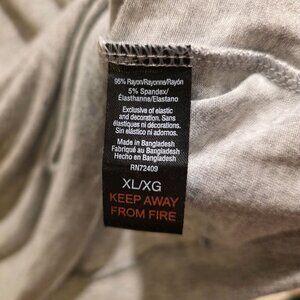 95% Rayon/Rayonne/Rayón
5% Spandex/
Élasthanne/Elastano
Exclusive of elastic
and decoration. Sans
élastiques ni décorations.
Sin elástico ni adornos.
Made in Bangladesh
Fabriqué au Bangladesh
Hecho en Bangladesh
RN72409
XL/XG
KEEP AWAY
FROM FIRE